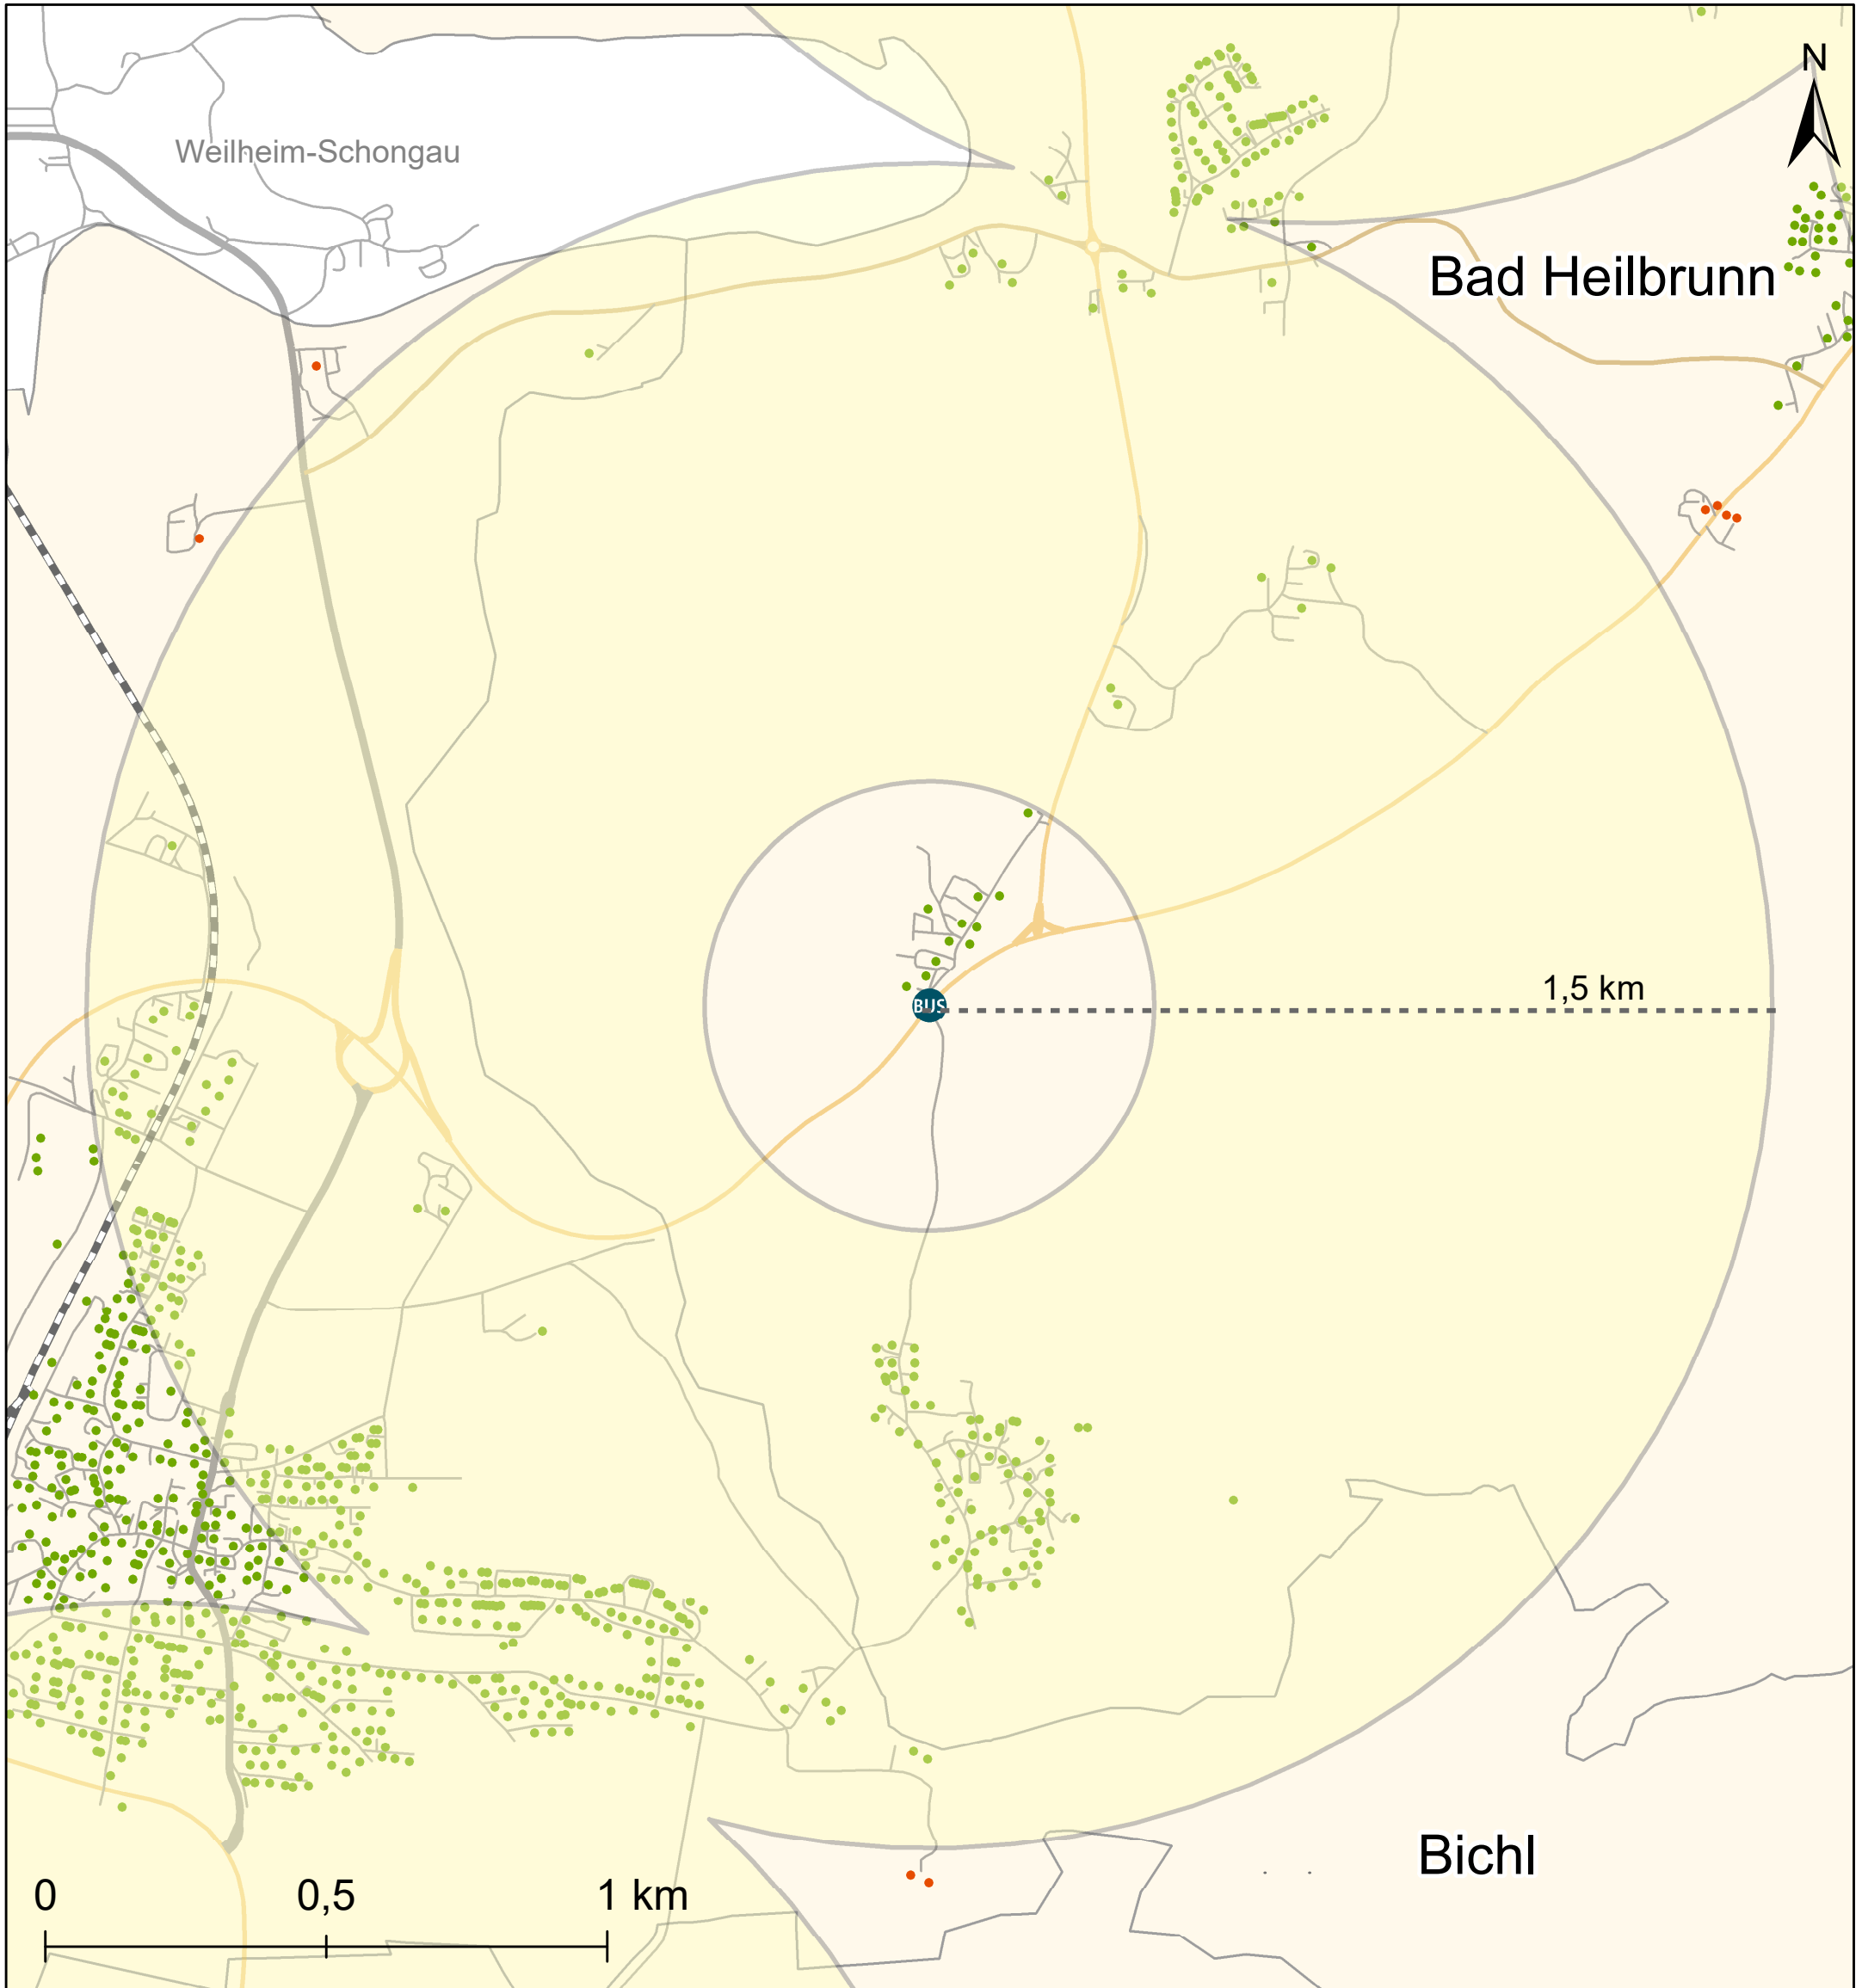 N
Weilheim-Schongau
Bad Heilbrunn
BUS
1,5 km
Bichl
0 0,5 1 km